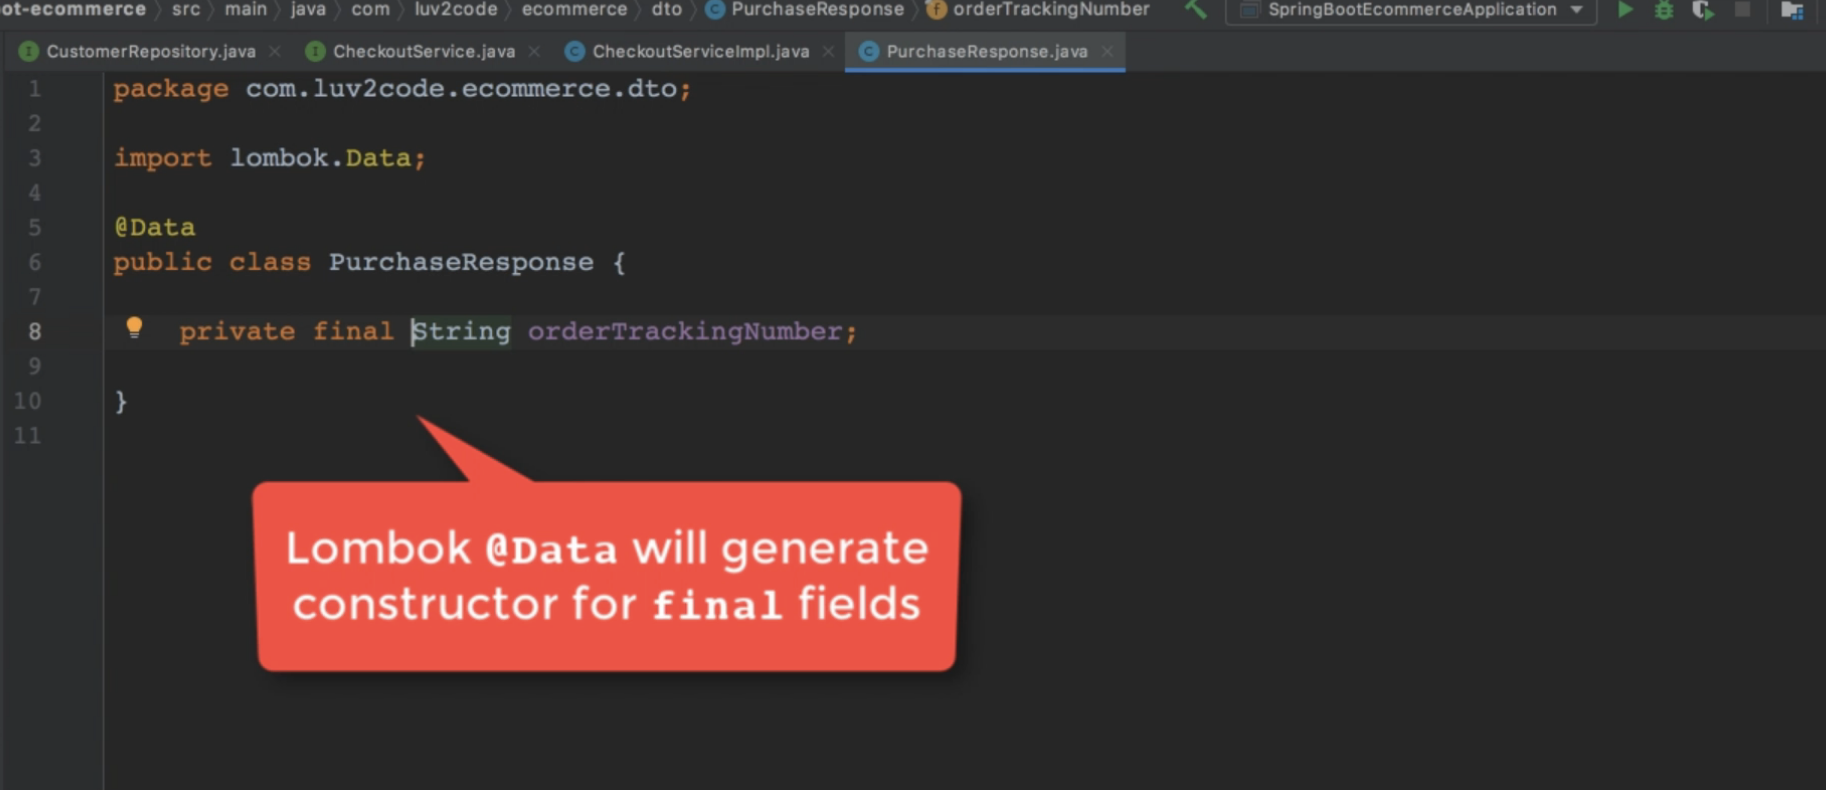 ot-ecommerce › src › main › java › com › luv2code › ecommerce › dto › C PurchaseResponse › f orderTrackingNumber SpringBootEcommerceApplication
I CustomerRepository.java × I CheckoutService.java × C CheckoutServiceImpl.java × C PurchaseResponse.java ×
1 package com.luv2code.ecommerce.dto;
2
3 import lombok.Data;
4
5 @Data
6 public class PurchaseResponse {
7
8 private final String orderTrackingNumber;
9
10 }
11
Lombok @Data will generate
constructor for final fields